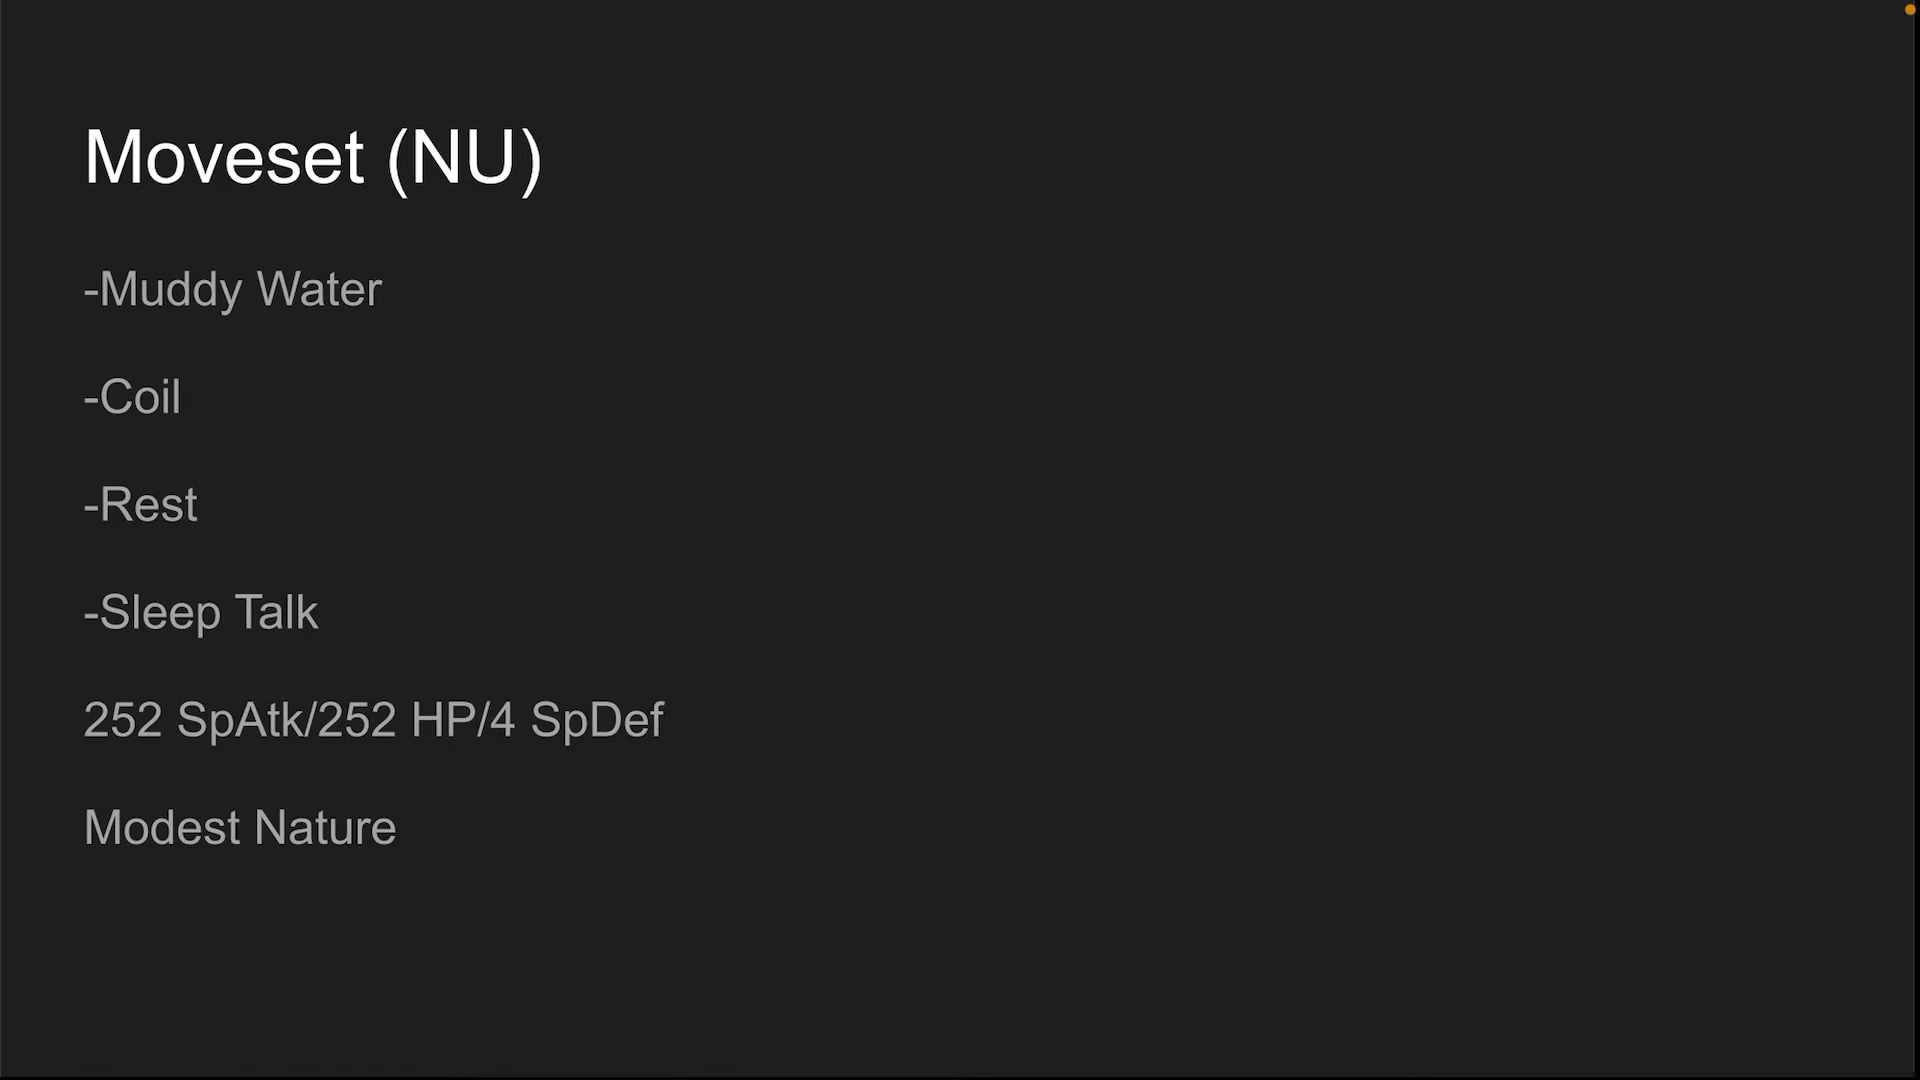 Moveset (NU)
-Muddy Water
-Coil
-Rest
-Sleep Talk
252 SpAtk/252 HP/4 SpDef
Modest Nature